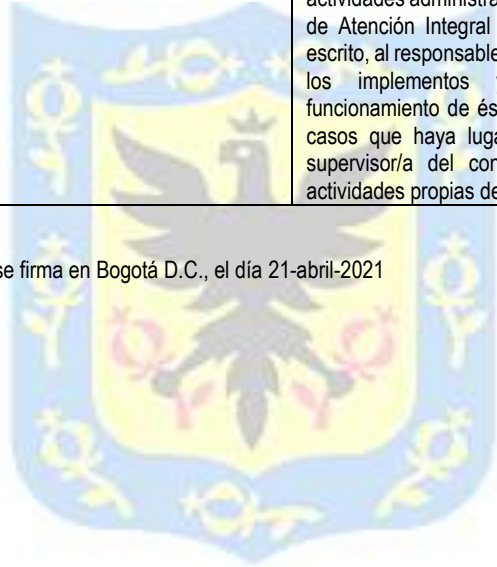 actividades administra
de Atención Integral
escrito, al responsable
los implementos
funcionamiento de és
casos que haya luga
supervisor/a del con
actividades propias de
se firma en Bogotá D.C., el día 21-abril-2021